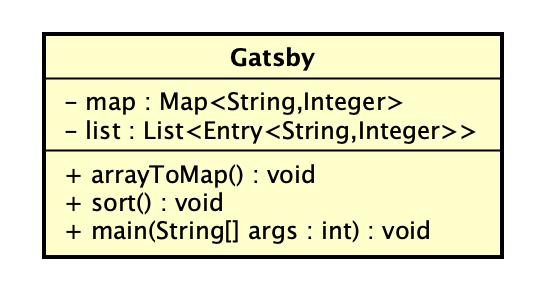 Gatsby
- map : Map<String,Integer>
- list : List<Entry<String,Integer>>
+ arrayToMap() : void
+ sort() : void
+ main(String[] args : int) : void